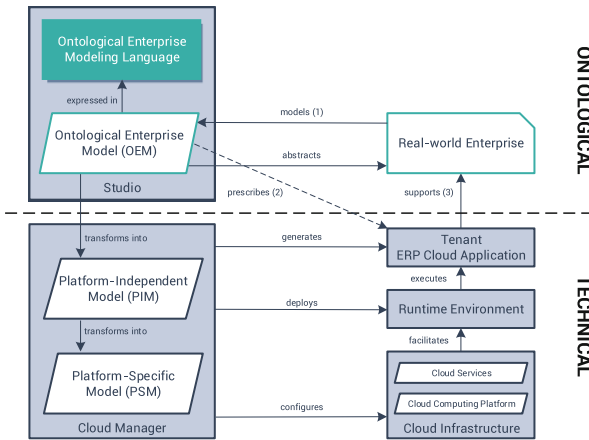 Ontological Enterprise
Modeling Language
expressed in
models (1)
Ontological Enterprise
Model (OEM)
Real-world Enterprise
abstracts
Studio
prescribes (2)
supports (3)
ONTOLOGICAL
transforms into
generates
Tenant
ERP Cloud Application
Platform-Independent
Model (PIM)
executes
deploys
Runtime Environment
transforms into
facilitates
Platform-Specific
Model (PSM)
Cloud Services
configures
Cloud Computing Platform
Cloud Manager
Cloud Infrastructure
TECHNICAL